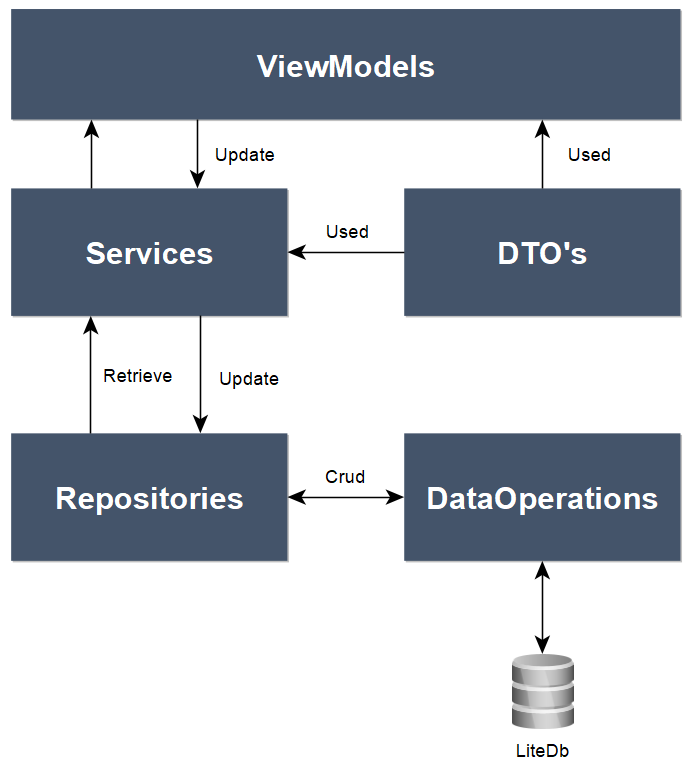 ViewModels
Update
Used
Services
Used
DTO's
Retrieve
Update
Repositories
Crud
DataOperations
LiteDb